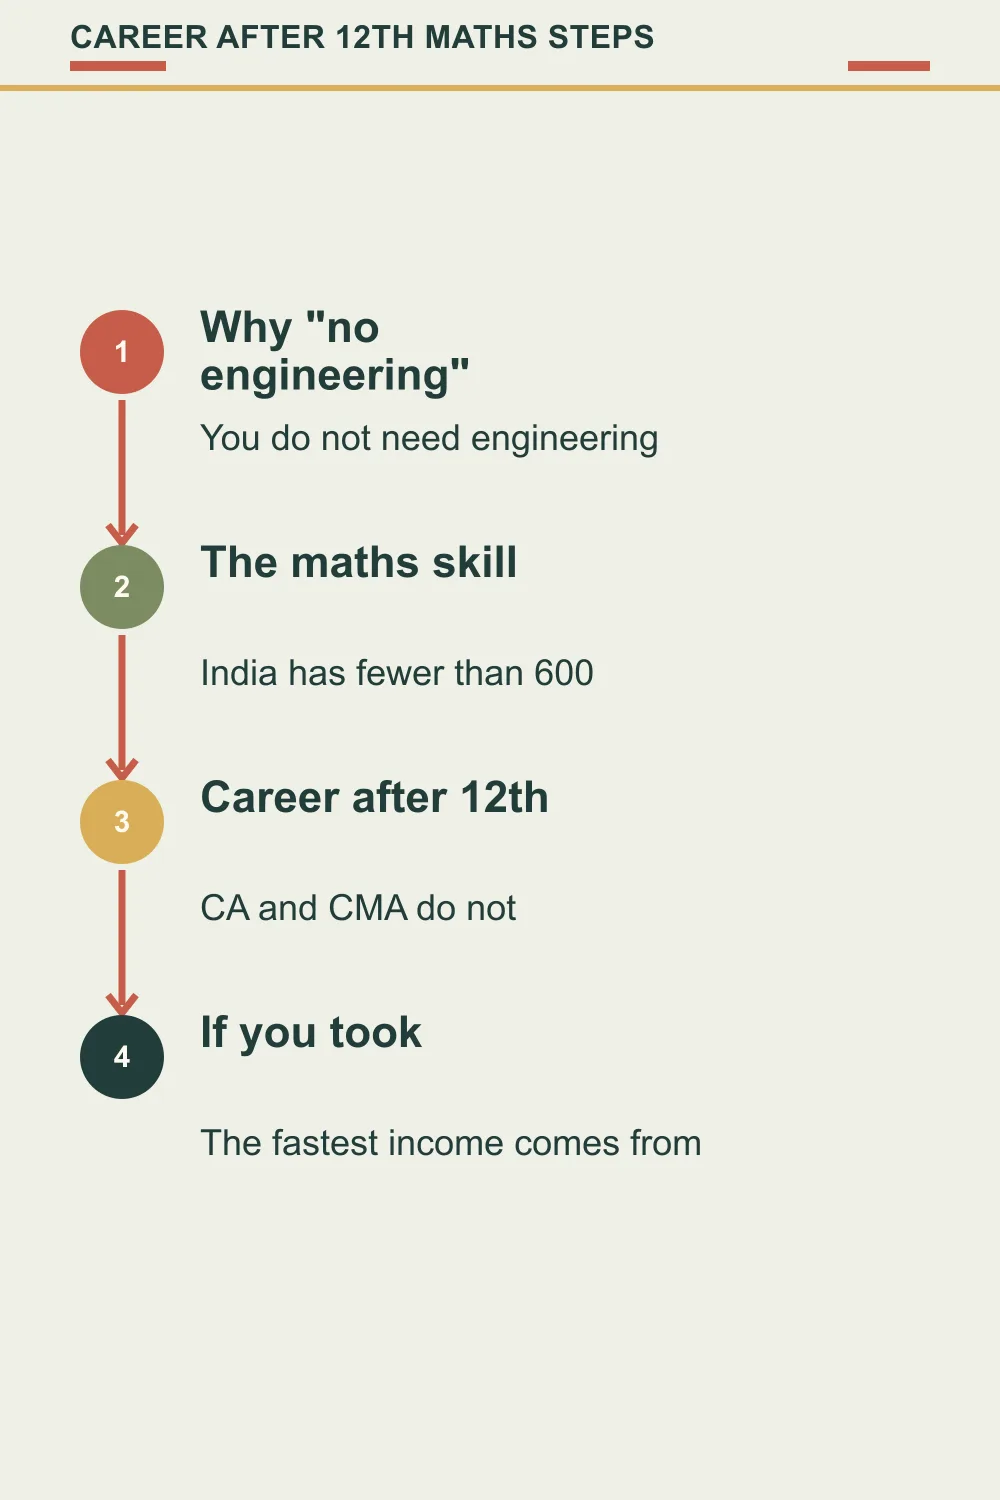 CAREER AFTER 12TH MATHS STEPS
1
Why "no
engineering"
You do not need engineering
2
The maths skill
India has fewer than 600
3
Career after 12th
CA and CMA do not
4
If you took
The fastest income comes from